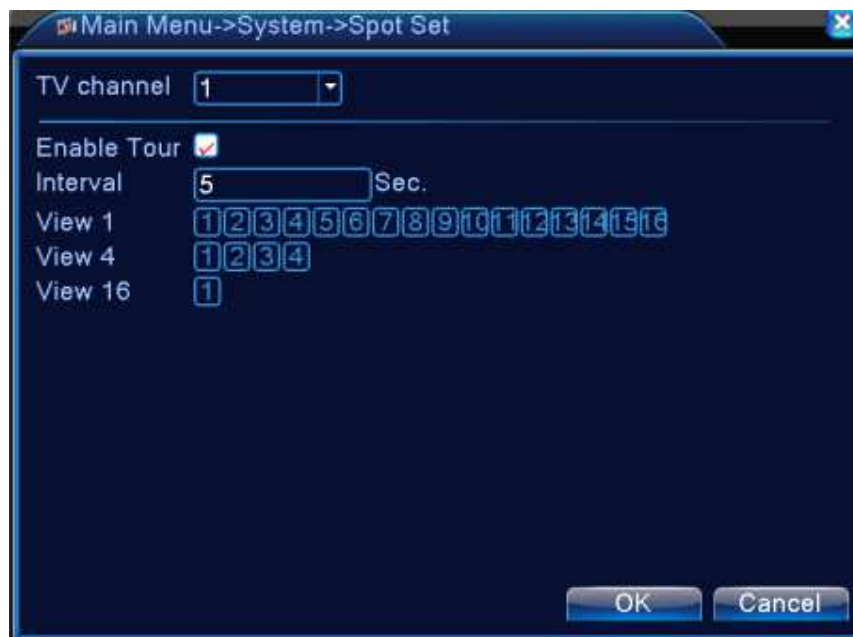 Main Menu->System->Spot Set
TV channel 1
Enable Tour
Interval 5 Sec.
View 1 1 2 3 4 5 6 7 8 9 10 11 12 13 14 15 16
View 4 1 2 3 4
View 16 1
OK Cancel